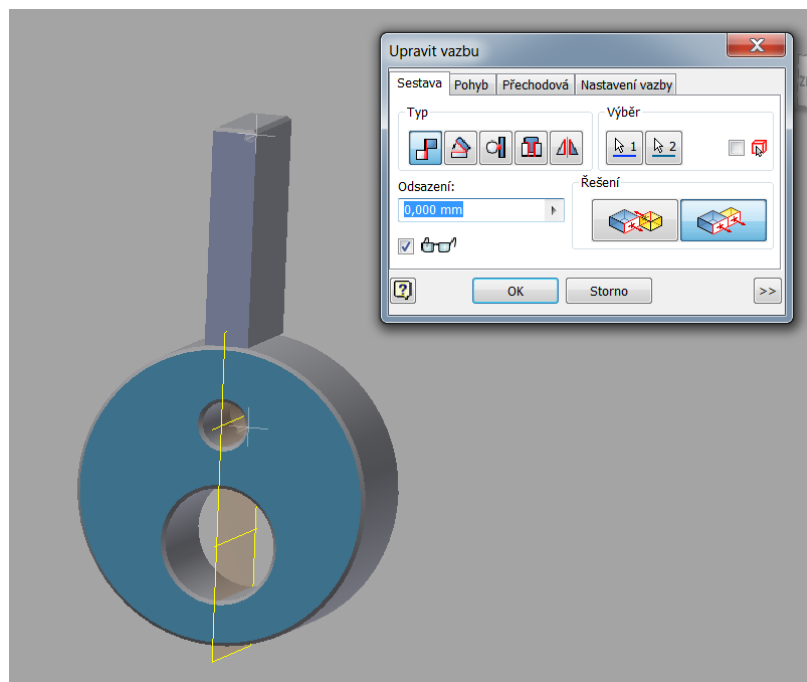 Upravit vazbu
Sestava Pohyb Přechodová Nastavení vazby
Typ
Výběr
1 2
Odsazení:
Řešení
0,000 mm
OK Storno >>